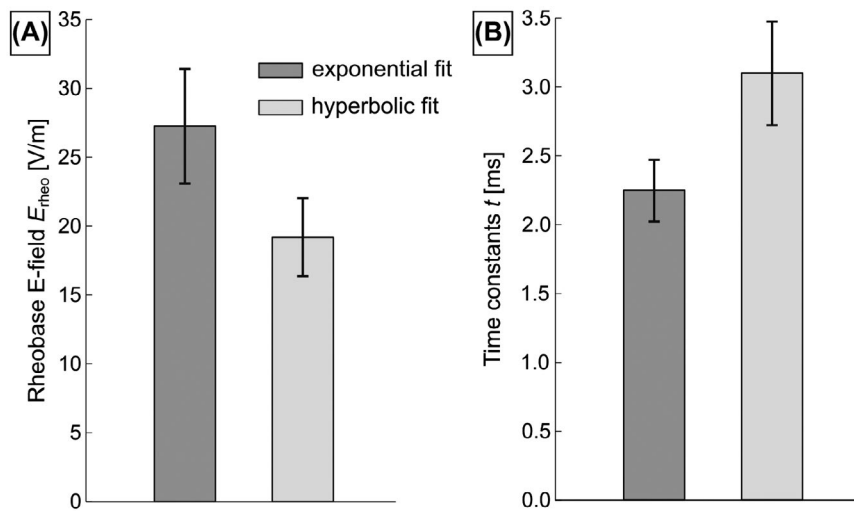 (A)
Rheobase E-field E_rheo [V/m]
35
30
25
20
15
10
5
0
exponential fit
hyperbolic fit
(B)
Time constants t [ms]
3.5
3.0
2.5
2.0
1.5
1.0
0.5
0.0